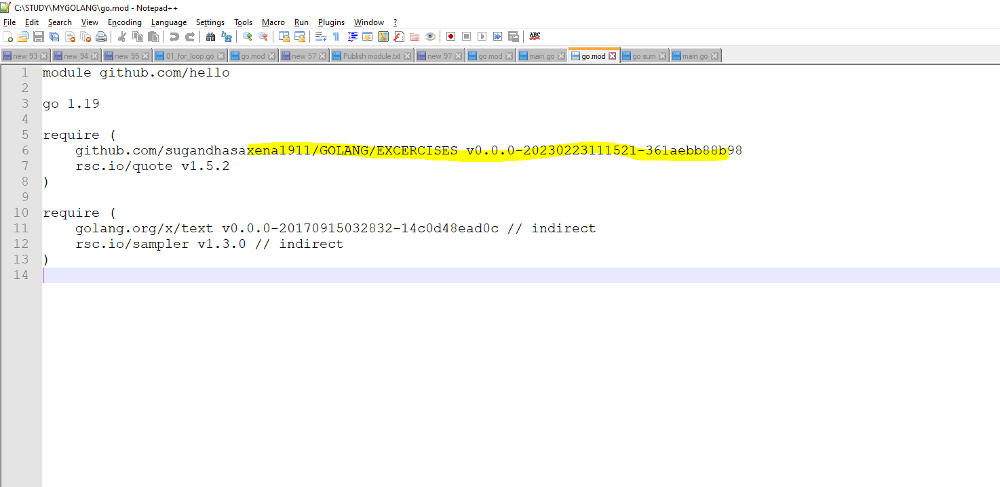 C:\STUDY\MYGOLANG\go.mod - Notepad++
File Edit Search View Encoding Language Settings Tools Macro Run Plugins Window ?
ABC
new 93 new 94 new 95 01_for_loop.go go.mod new 57 Publish module.txt new 97 go.mod main.go go.mod go.sum main.go
1 module github.com/hello
2
3 go 1.19
4
5 require (
6 github.com/sugandhasaxena1911/GOLANG/EXCERCISES v0.0.0-20230223111521-361aebb88b98
7 rsc.io/quote v1.5.2
8 )
9
10 require (
11 golang.org/x/text v0.0.0-20170915032832-14c0d48ead0c // indirect
12 rsc.io/sampler v1.3.0 // indirect
13 )
14